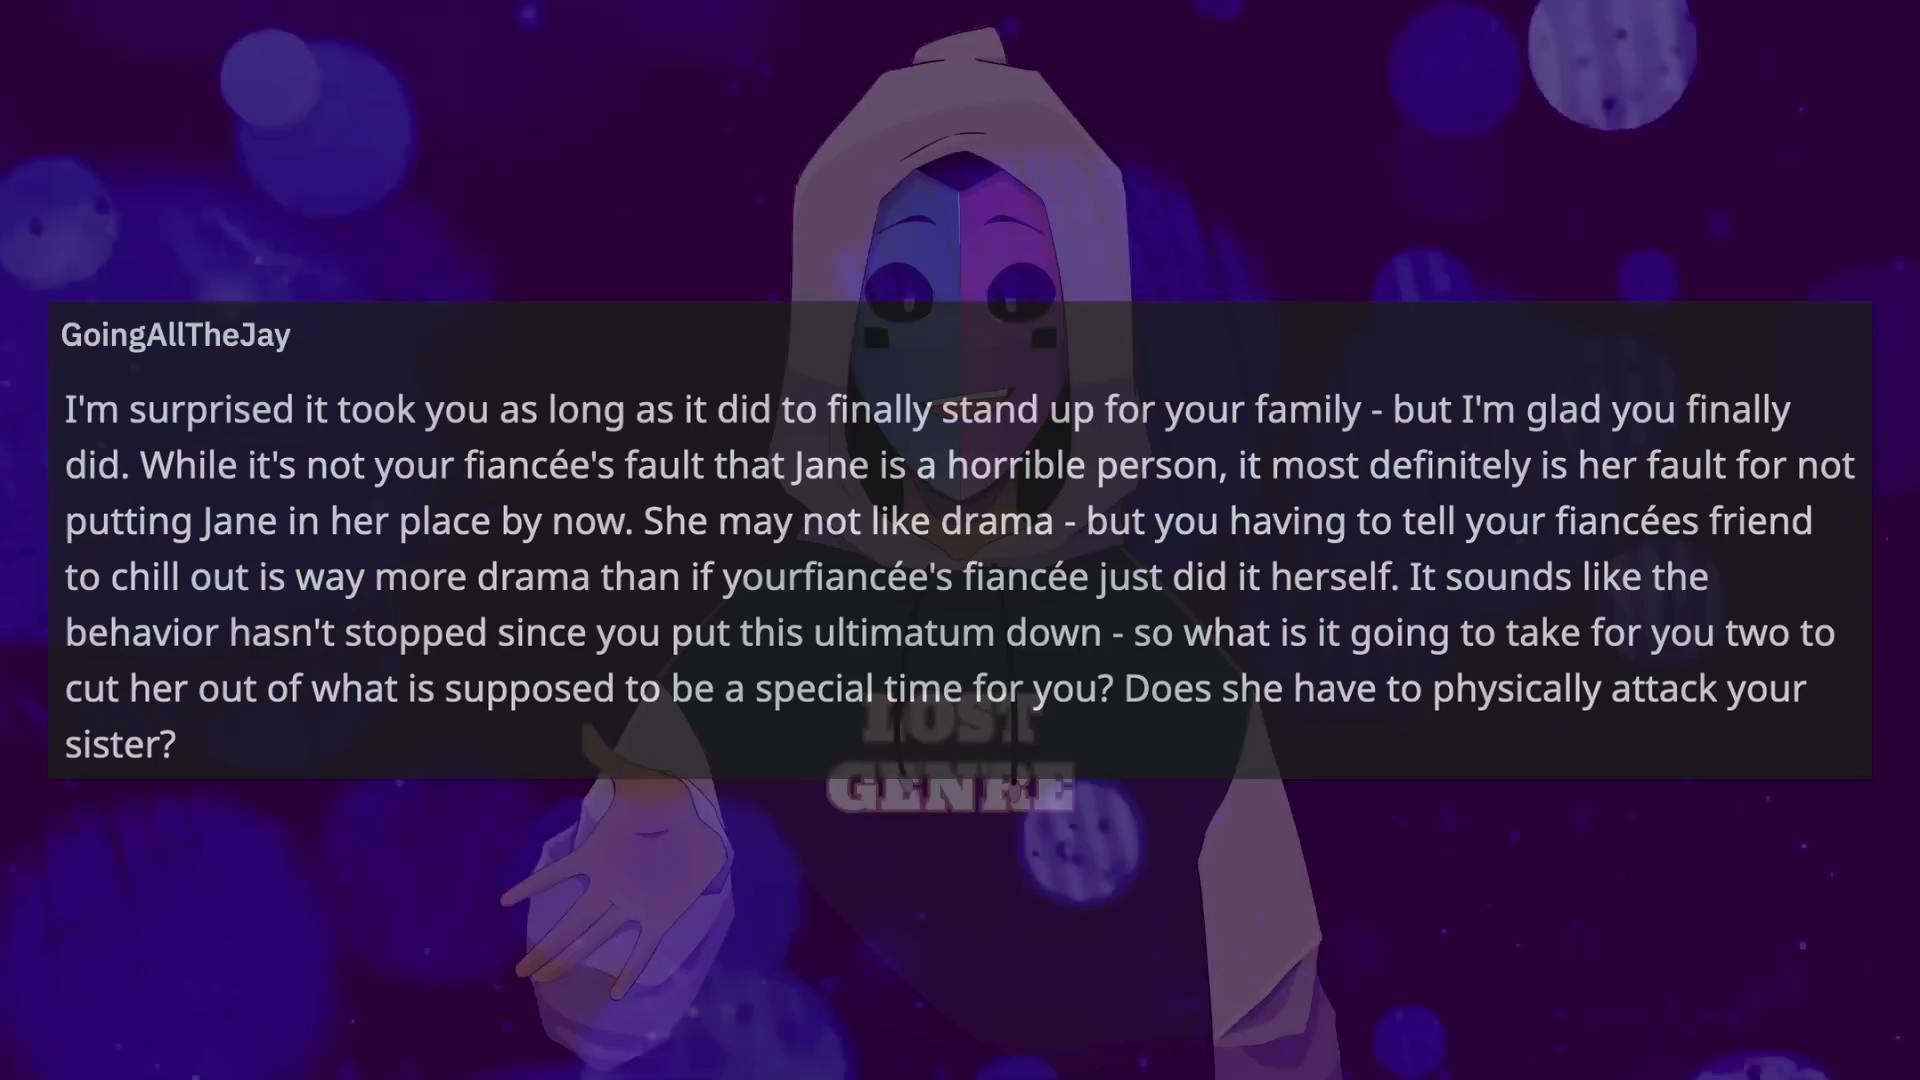 GoingAllTheJay
I'm surprised it took you as long as it did to finally stand up for your family - but I'm glad you finally
did. While it's not your fiancée's fault that Jane is a horrible person, it most definitely is her fault for not
putting Jane in her place by now. She may not like drama - but you having to tell your fiancées friend
to chill out is way more drama than if yourfiancée's fiancée just did it herself. It sounds like the
behavior hasn't stopped since you put this ultimatum down - so what is it going to take for you two to
cut her out of what is supposed to be a special time for you? Does she have to physically attack your
sister?
LOST
GENRE